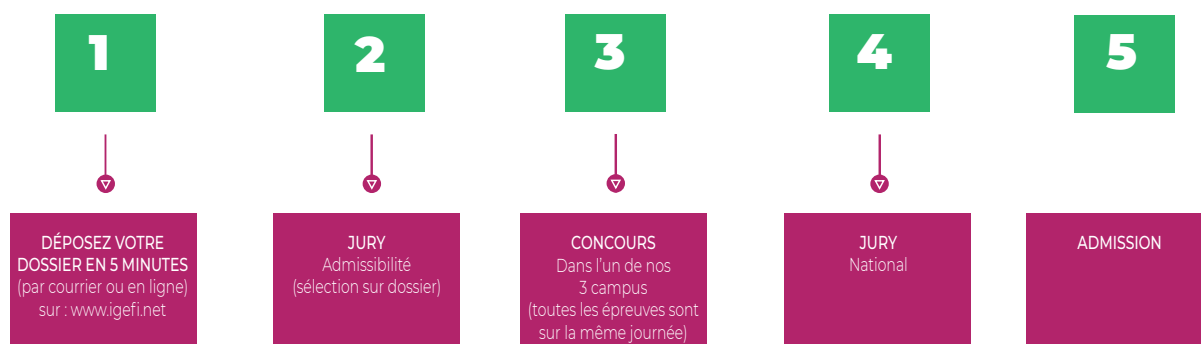 1
2
3
4
5
DÉPOSEZ VOTRE
DOSSIER EN 5 MINUTES
(par courrier ou en ligne)
sur : www.igefi.net
JURY
Admissibilité
(sélection sur dossier)
CONCOURS
Dans l'un de nos
3 campus
(toutes les épreuves sont
sur la même journée)
JURY
National
ADMISSION